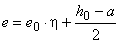 e = e₀ · η + (h₀ − a) / 2